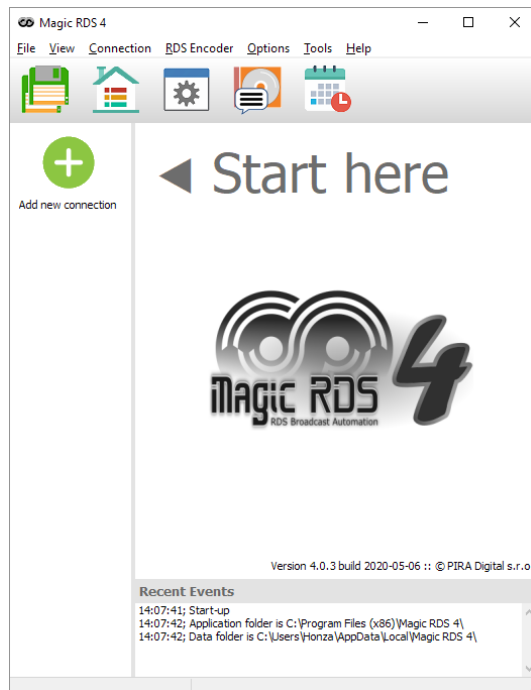 Magic RDS 4
File View Connection RDS Encoder Options Tools Help
Add new connection
Start here
Magic RDS 4
RDS Broadcast Automation
Version 4.0.3 build 2020-05-06 :: © PIRA Digital s.r.o
Recent Events
14:07:41; Start-up
14:07:42; Application folder is C:\Program Files (x86)\Magic RDS 4\
14:07:42; Data folder is C:\Users\Honza\AppData\Local\Magic RDS 4\